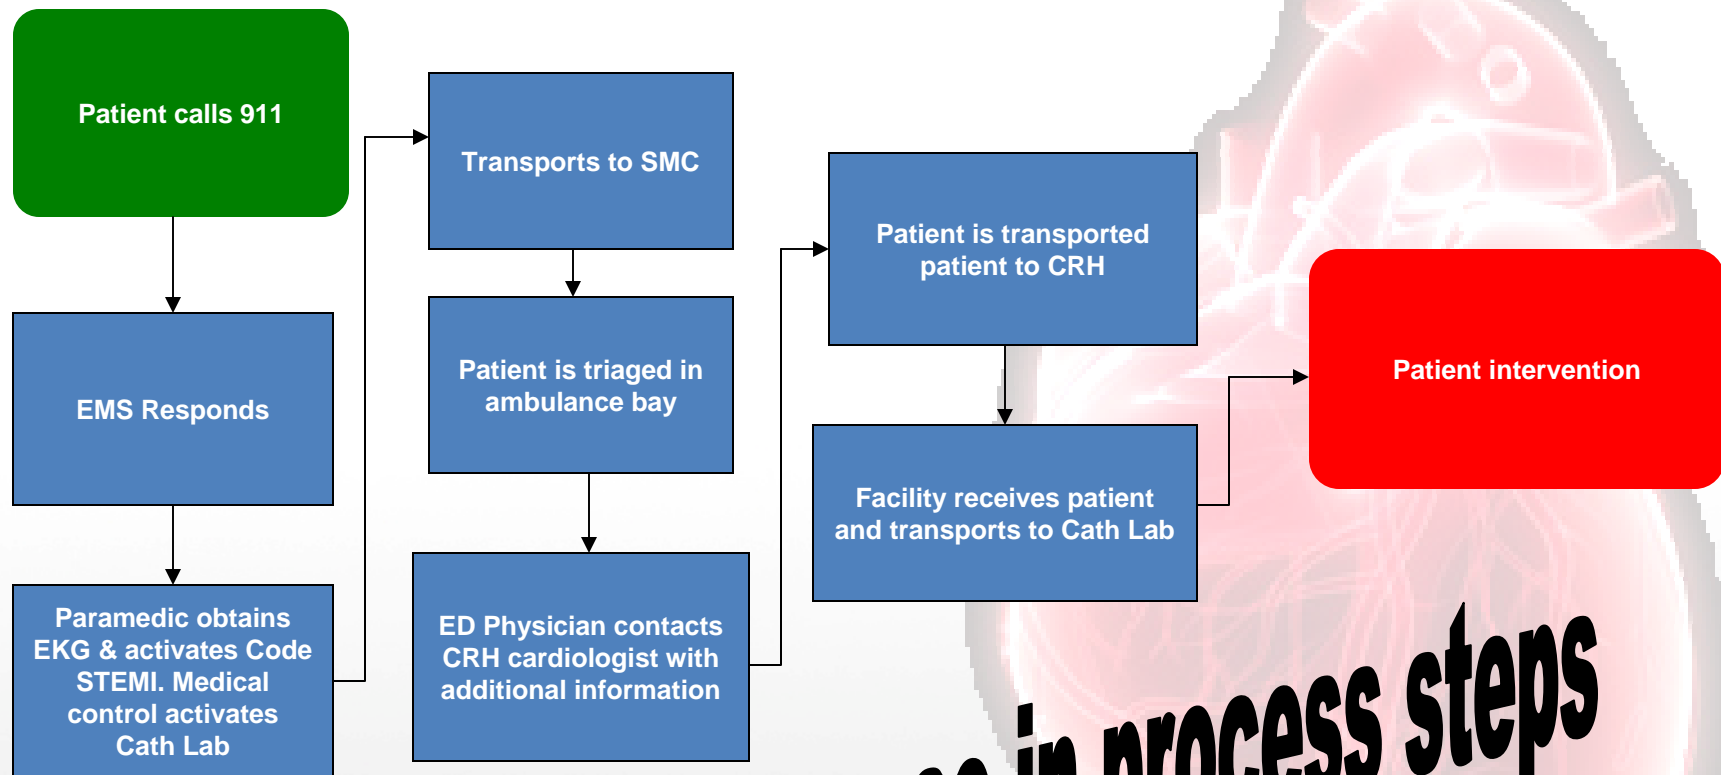 Patient calls 911
EMS Responds
Paramedic obtains
EKG & activates Code
STEMI. Medical
control activates
Cath Lab
Transports to SMC
Patient is triaged in
ambulance bay
ED Physician contacts
CRH cardiologist with
additional information
Patient is transported
patient to CRH
Facility receives patient
and transports to Cath Lab
Patient intervention
in process steps